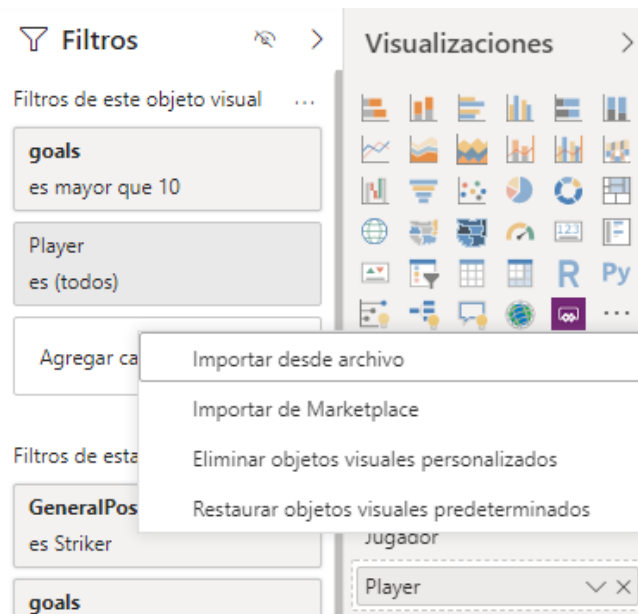 Filtros
Filtros de este objeto visual ...
goals
es mayor que 10
Player
es (todos)
Agregar ca
Filtros de esta
GeneralPos
es Striker
goals
Visualizaciones
123
R Py
...
Importar desde archivo
Importar de Marketplace
Eliminar objetos visuales personalizados
Restaurar objetos visuales predeterminados
Jugador
Player